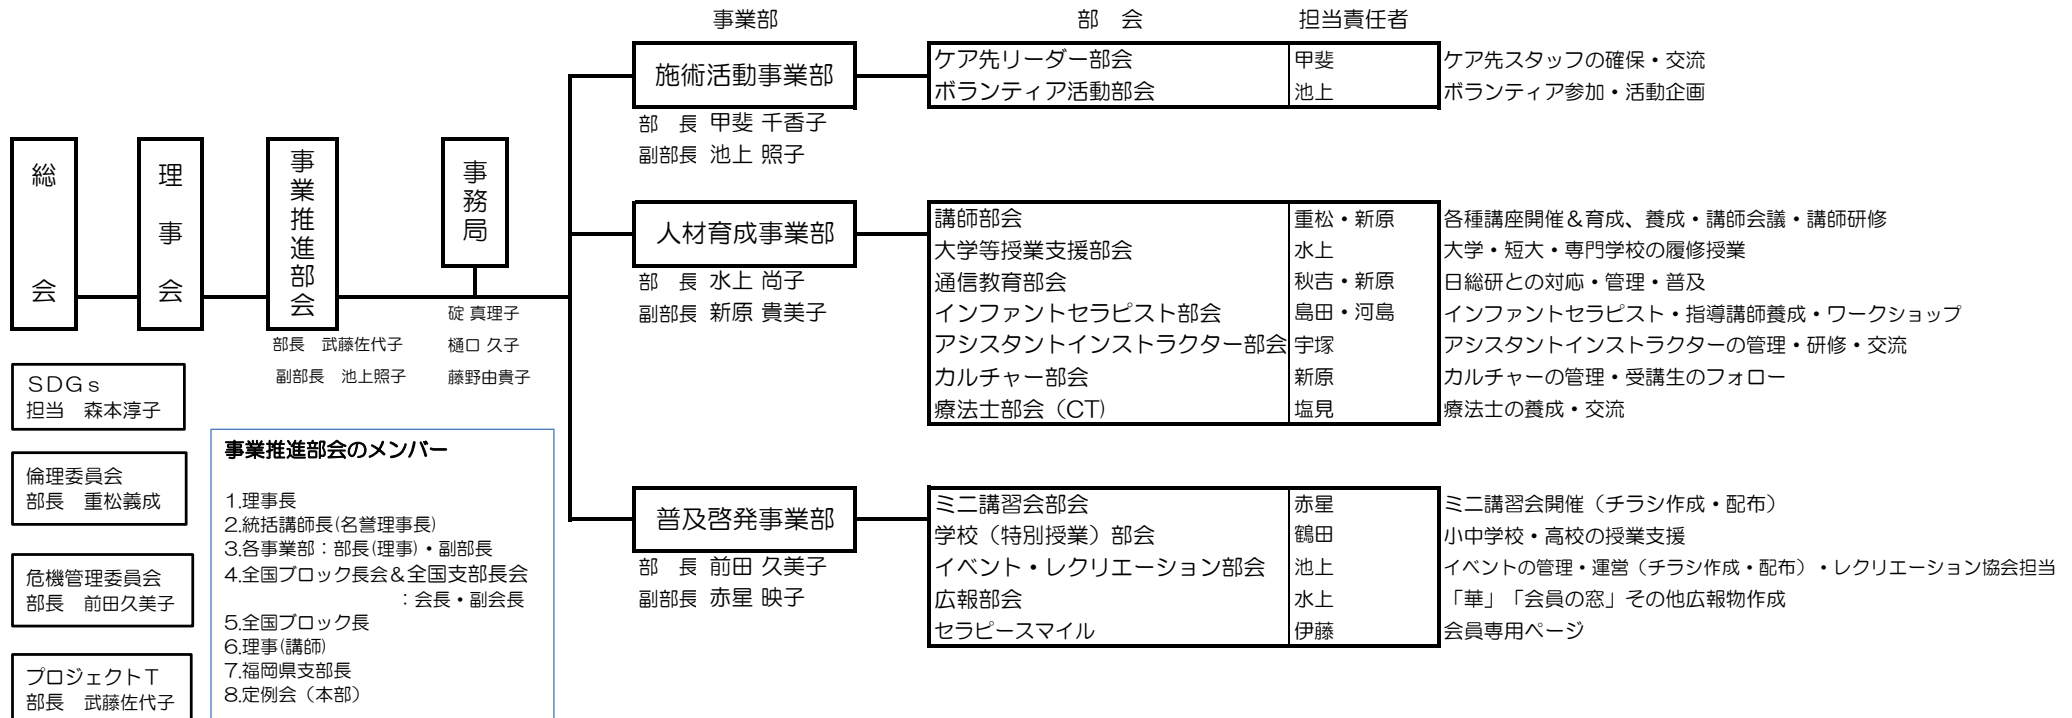 事業部　部　会　担当責任者
総会
理事会
事業推進部会
部長　武藤佐代子
副部長　池上照子
事務局
碇 真理子
樋口 久子
藤野由貴子
施術活動事業部
部　長 甲斐 千香子
副部長 池上 照子
ケア先リーダー部会 甲斐 ケア先スタッフの確保・交流
ボランティア活動部会 池上 ボランティア参加・活動企画
人材育成事業部
部　長 水上 尚子
副部長 新原 貴美子
講師部会 重松・新原 各種講座開催＆育成、養成・講師会議・講師研修
大学等授業支援部会 水上 大学・短大・専門学校の履修授業
通信教育部会 秋吉・新原 日総研との対応・管理・普及
インファントセラピスト部会 島田・河島 インファントセラピスト・指導講師養成・ワークショップ
アシスタントインストラクター部会 宇塚 アシスタントインストラクターの管理・研修・交流
カルチャー部会 新原 カルチャーの管理・受講生のフォロー
療法士部会（CT) 塩見 療法士の養成・交流
普及啓発事業部
部　長 前田 久美子
副部長 赤星 映子
ミニ講習会部会 赤星 ミニ講習会開催（チラシ作成・配布）
学校（特別授業）部会 鶴田 小中学校・高校の授業支援
イベント・レクリエーション部会 池上 イベントの管理・運営（チラシ作成・配布）・レクリエーション協会担当
広報部会 水上 「華」「会員の窓」その他広報物作成
セラピースマイル 伊藤 会員専用ページ
ＳＤＧｓ
担当　森本淳子
倫理委員会
部長　重松義成
危機管理委員会
部長　前田久美子
プロジェクトＴ
部長　武藤佐代子
事業推進部会のメンバー
1.理事長
2.統括講師長(名誉理事長)
3.各事業部：部長(理事)・副部長
4.全国ブロック長会＆全国支部長会
：会長・副会長
5.全国ブロック長
6.理事(講師)
7.福岡県支部長
8.定例会（本部）